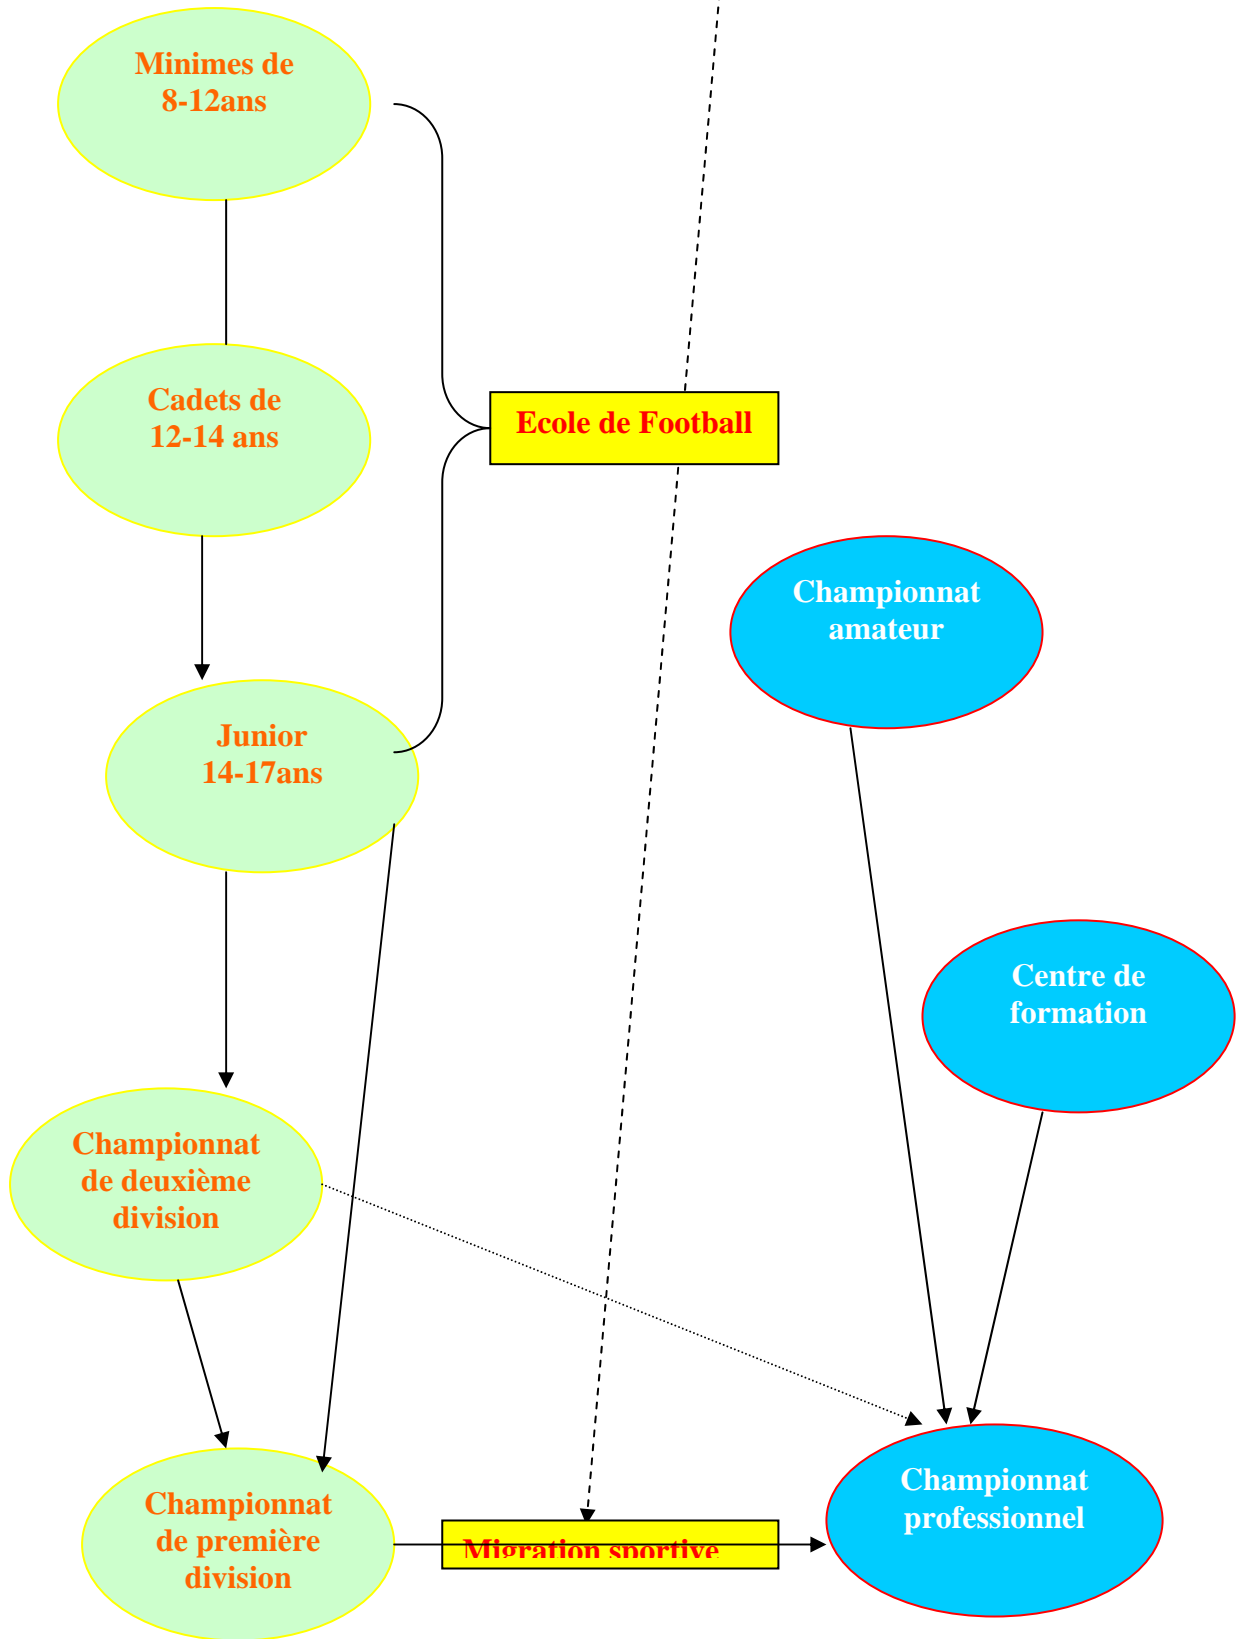 Minimes de
8-12ans
Cadets de
12-14 ans
Ecole de Football
Championnat
amateur
Junior
14-17ans
Centre de
formation
Championnat
de deuxième
division
Championnat
professionnel
Championnat
de première
division
Migration sportive